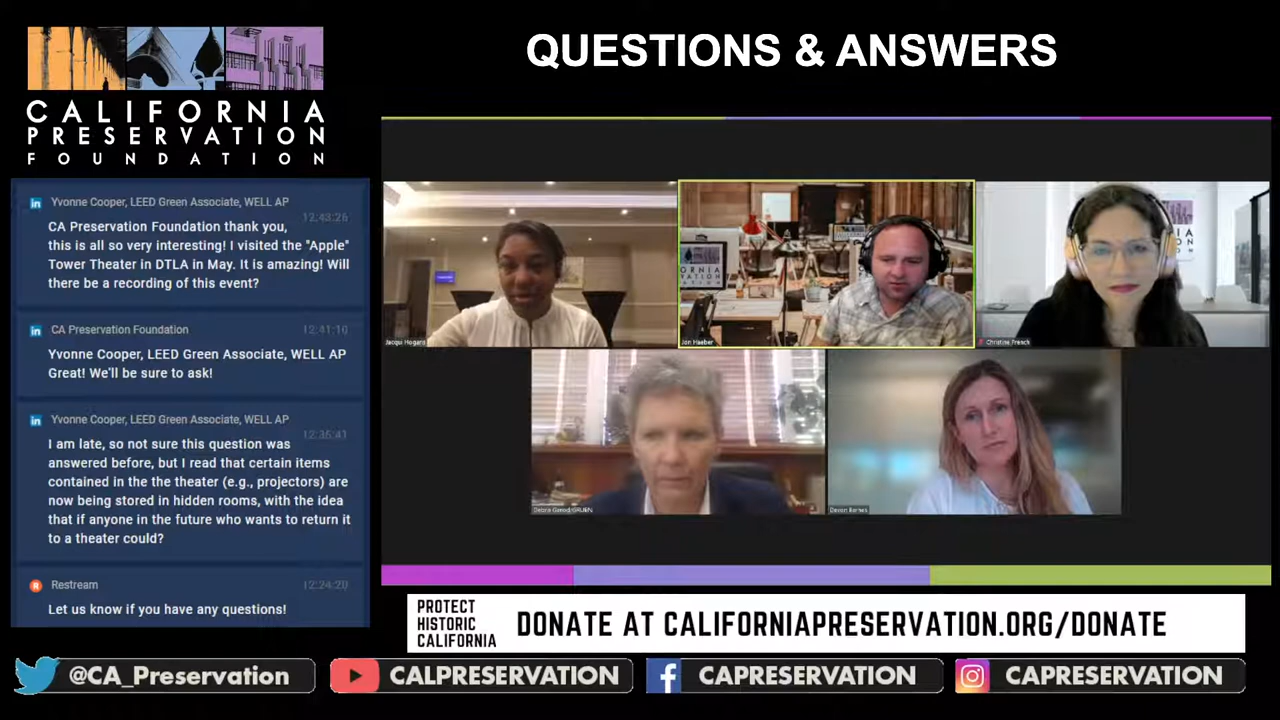 QUESTIONS & ANSWERS
CALIFORNIA
PRESERVATION
FOUNDATION
Yvonne Cooper, LEED Green Associate, WELL AP
12:43:26
CA Preservation Foundation thank you,
this is all so very interesting! I visited the "Apple"
Tower Theater in DTLA in May. It is amazing! Will
there be a recording of this event?
CA Preservation Foundation
12:41:10
Yvonne Cooper, LEED Green Associate, WELL AP
Great! We'll be sure to ask!
Yvonne Cooper, LEED Green Associate, WELL AP
12:35:41
I am late, so not sure this question was
answered before, but I read that certain items
contained in the the theater (e.g., projectors) are
now being stored in hidden rooms, with the idea
that if anyone in the future who wants to return it
to a theater could?
Restream
12:24:20
Let us know if you have any questions!
Jacqui Hogans
Jon Haeber
Christine French
Debra Gerod, GRUEN
PROTECT
HISTORIC
CALIFORNIA
DONATE AT CALIFORNIAPRESERVATION.ORG/DONATE
@CA_Preservation
CALPRESERVATION
CAPRESERVATION
CAPRESERVATION